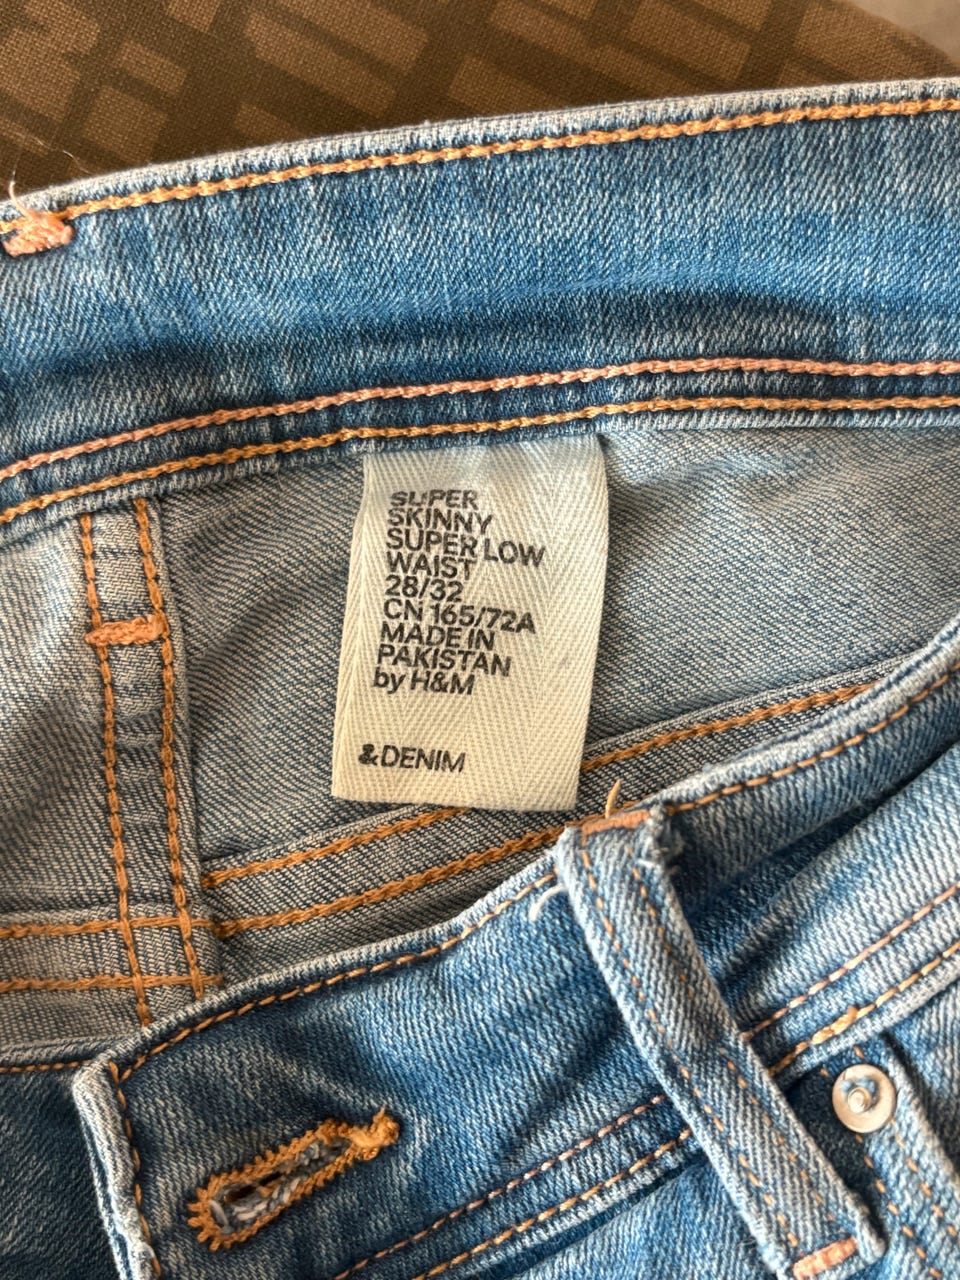 SUPER
SKINNY
SUPER LOW
WAIST
28/32
CN 165/72A
MADE IN
PAKISTAN
by H&M
&DENIM